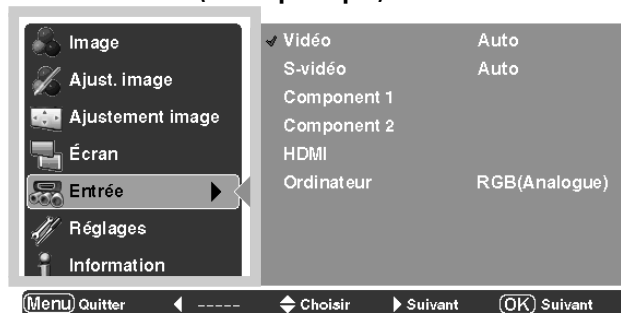 Image
Ajust. image
Ajustement image
Écran
Entrée
Réglages
Information
✓ Vidéo Auto
S-vidéo Auto
Component 1
Component 2
HDMI
Ordinateur RGB(Analogue)
Menu Quitter ----- Choisir Suivant OK Suivant